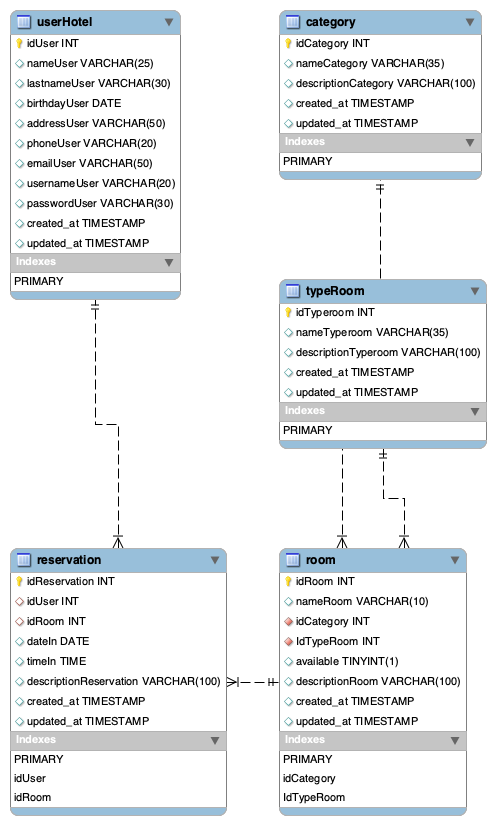 userHotel
idUser INT
nameUser VARCHAR(25)
lastnameUser VARCHAR(30)
birthdayUser DATE
addressUser VARCHAR(50)
phoneUser VARCHAR(20)
emailUser VARCHAR(50)
usernameUser VARCHAR(20)
passwordUser VARCHAR(30)
created_at TIMESTAMP
updated_at TIMESTAMP
Indexes
PRIMARY
category
idCategory INT
nameCategory VARCHAR(35)
descriptionCategory VARCHAR(100)
created_at TIMESTAMP
updated_at TIMESTAMP
Indexes
PRIMARY
typeRoom
idTyperoom INT
nameTyperoom VARCHAR(35)
descriptionTyperoom VARCHAR(100)
created_at TIMESTAMP
updated_at TIMESTAMP
Indexes
PRIMARY
reservation
idReservation INT
idUser INT
idRoom INT
dateIn DATE
timeIn TIME
descriptionReservation VARCHAR(100)
created_at TIMESTAMP
updated_at TIMESTAMP
Indexes
PRIMARY
idUser
idRoom
room
idRoom INT
nameRoom VARCHAR(10)
idCategory INT
IdTypeRoom INT
available TINYINT(1)
descriptionRoom VARCHAR(100)
created_at TIMESTAMP
updated_at TIMESTAMP
Indexes
PRIMARY
idCategory
IdTypeRoom